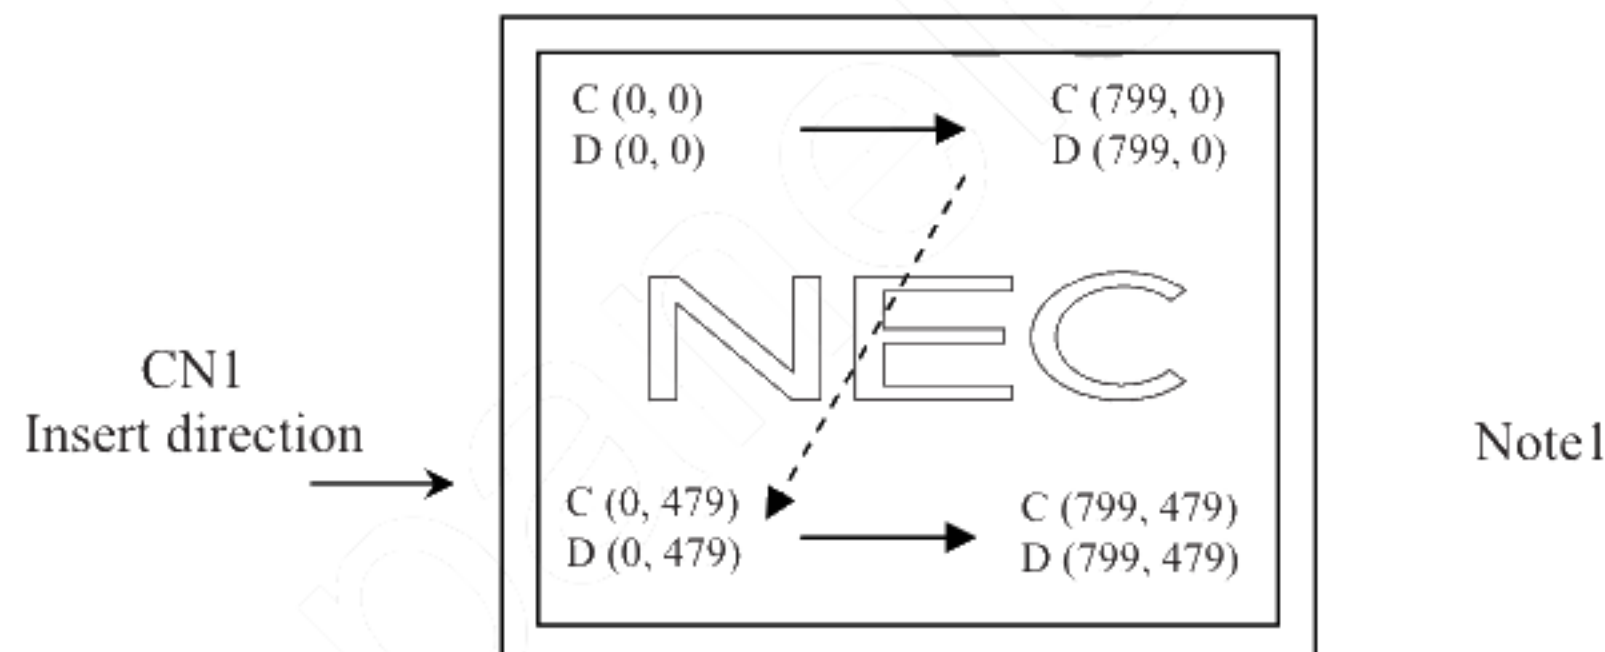 C (0, 0)
D (0, 0)
C (799, 0)
D (799, 0)
NEC
CN1
Insert direction
Note1
C (0, 479)
D (0, 479)
C (799, 479)
D (799, 479)